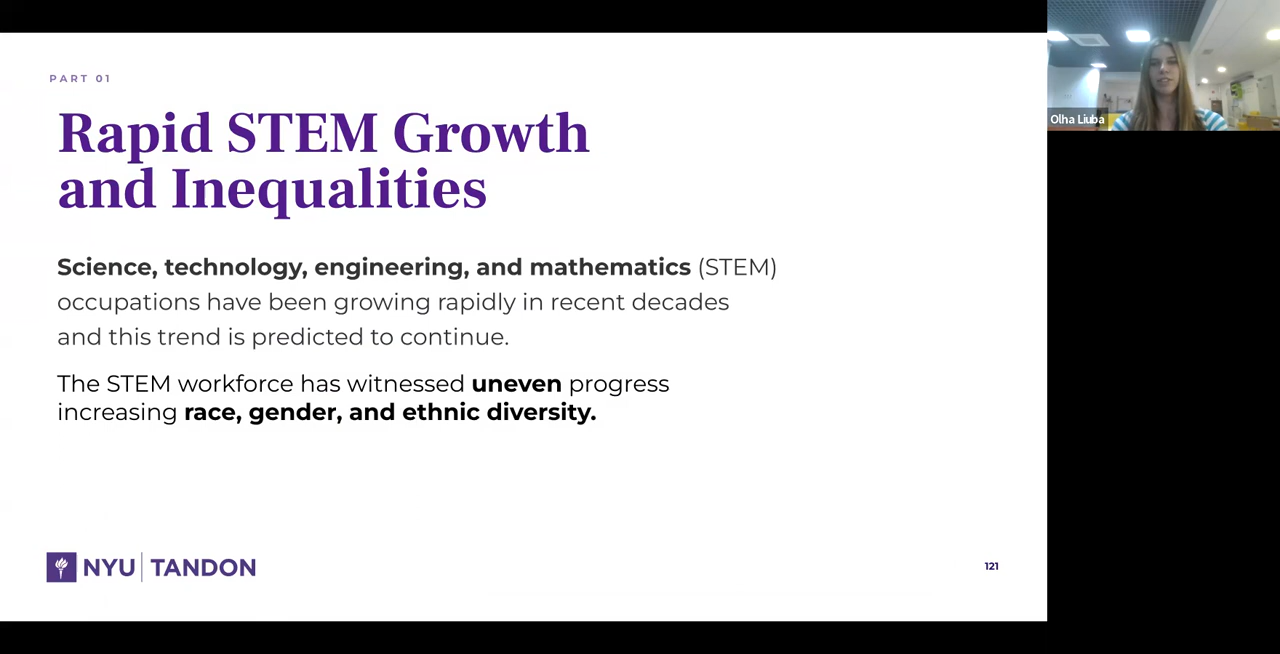 PART 01
Rapid STEM Growth
and Inequalities
Science, technology, engineering, and mathematics (STEM)
occupations have been growing rapidly in recent decades
and this trend is predicted to continue.
The STEM workforce has witnessed uneven progress
increasing race, gender, and ethnic diversity.
NYU | TANDON
121
Olha Liuba